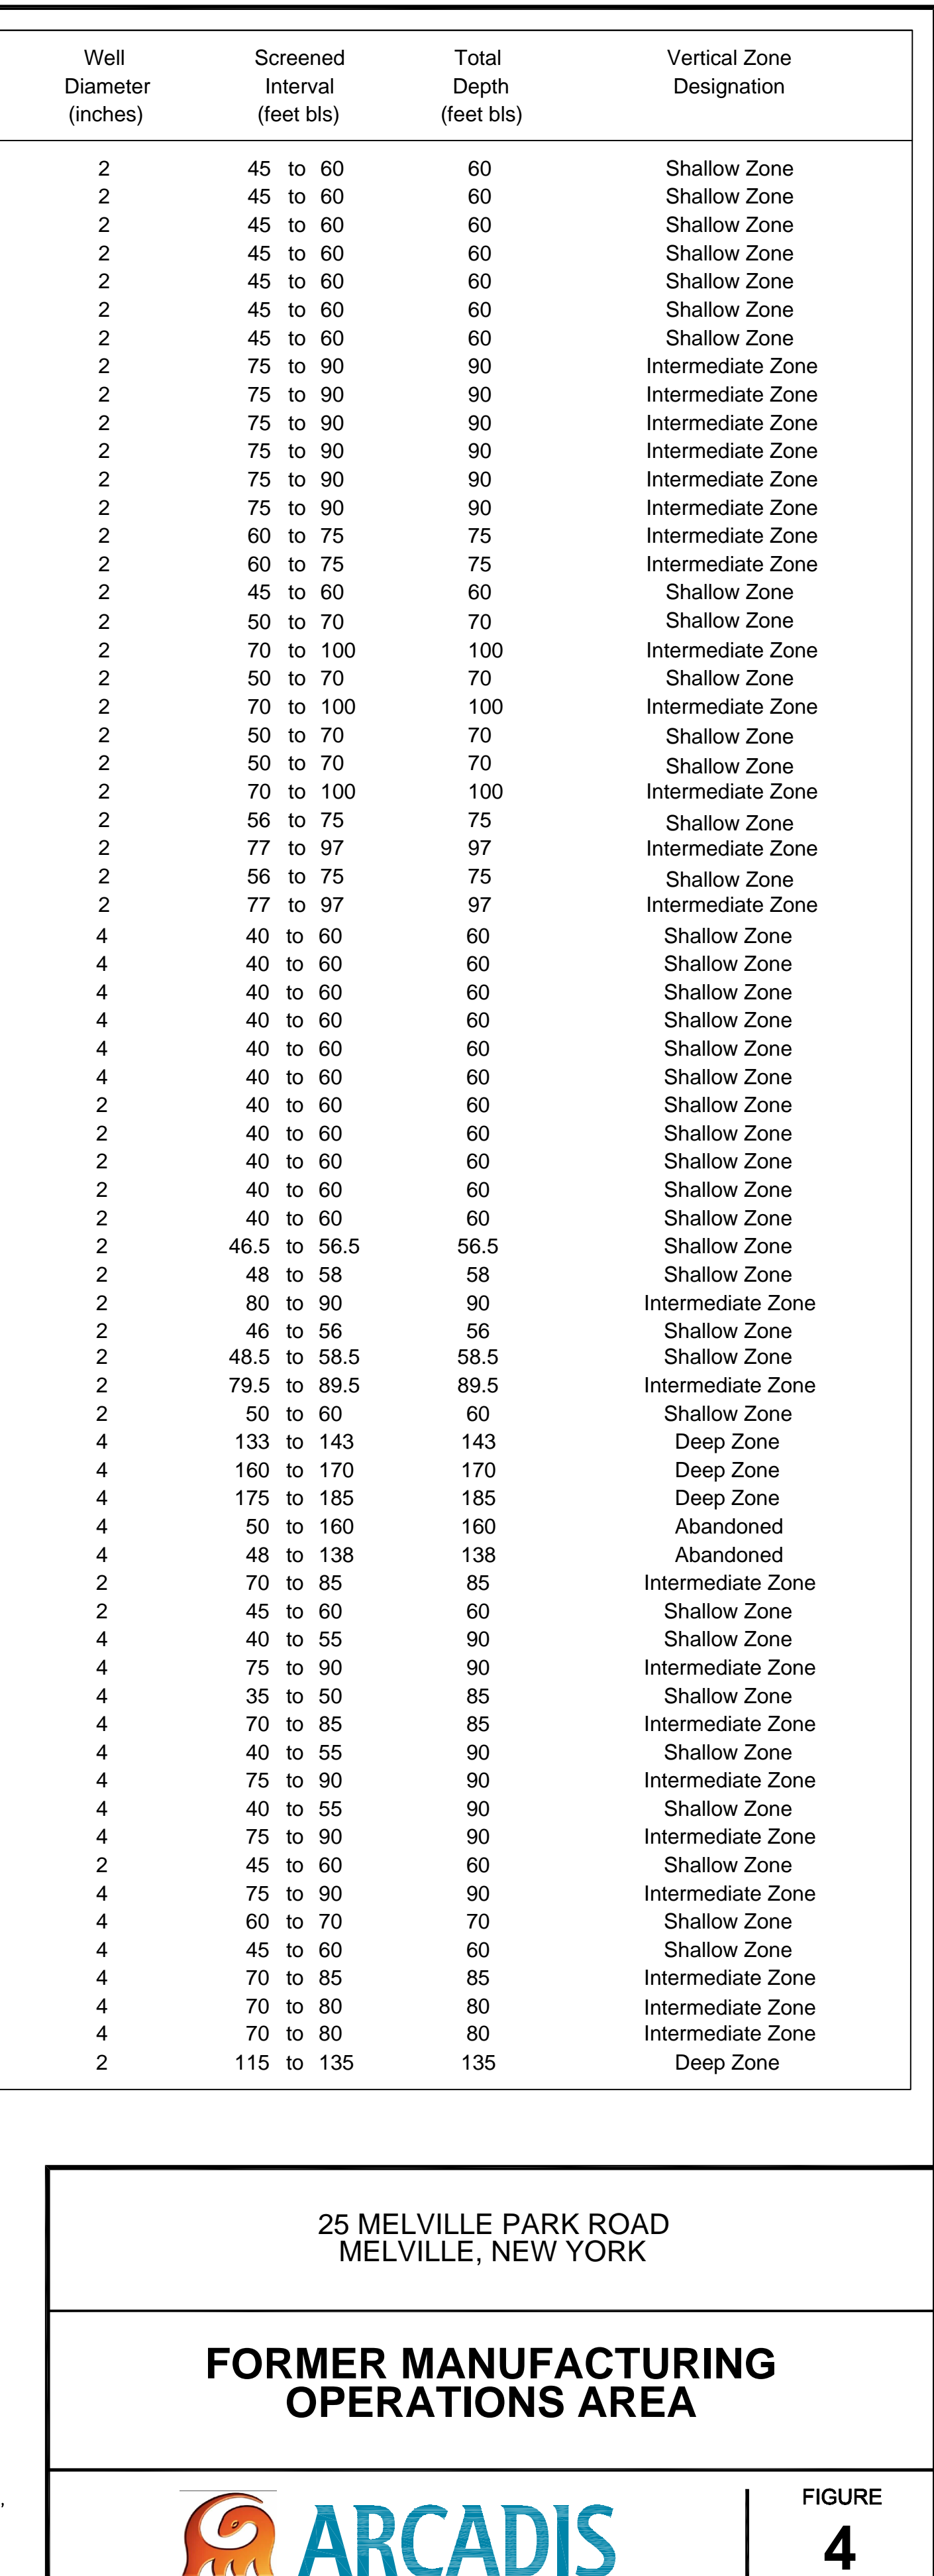 Well Screened Total Vertical Zone
Diameter Interval Depth Designation
(inches) (feet bls) (feet bls)
2 45 to 60 60 Shallow Zone
2 45 to 60 60 Shallow Zone
2 45 to 60 60 Shallow Zone
2 45 to 60 60 Shallow Zone
2 45 to 60 60 Shallow Zone
2 45 to 60 60 Shallow Zone
2 45 to 60 60 Shallow Zone
2 75 to 90 90 Intermediate Zone
2 75 to 90 90 Intermediate Zone
2 75 to 90 90 Intermediate Zone
2 75 to 90 90 Intermediate Zone
2 75 to 90 90 Intermediate Zone
2 75 to 90 90 Intermediate Zone
2 60 to 75 75 Intermediate Zone
2 60 to 75 75 Intermediate Zone
2 45 to 60 60 Shallow Zone
2 50 to 70 70 Shallow Zone
2 70 to 100 100 Intermediate Zone
2 50 to 70 70 Shallow Zone
2 70 to 100 100 Intermediate Zone
2 50 to 70 70 Shallow Zone
2 50 to 70 70 Shallow Zone
2 70 to 100 100 Intermediate Zone
2 56 to 75 75 Shallow Zone
2 77 to 97 97 Intermediate Zone
2 56 to 75 75 Shallow Zone
2 77 to 97 97 Intermediate Zone
4 40 to 60 60 Shallow Zone
4 40 to 60 60 Shallow Zone
4 40 to 60 60 Shallow Zone
4 40 to 60 60 Shallow Zone
4 40 to 60 60 Shallow Zone
4 40 to 60 60 Shallow Zone
2 40 to 60 60 Shallow Zone
2 40 to 60 60 Shallow Zone
2 40 to 60 60 Shallow Zone
2 40 to 60 60 Shallow Zone
2 40 to 60 60 Shallow Zone
2 46.5 to 56.5 56.5 Shallow Zone
2 48 to 58 58 Shallow Zone
2 80 to 90 90 Intermediate Zone
2 46 to 56 56 Shallow Zone
2 48.5 to 58.5 58.5 Shallow Zone
2 79.5 to 89.5 89.5 Intermediate Zone
2 50 to 60 60 Shallow Zone
4 133 to 143 143 Deep Zone
4 160 to 170 170 Deep Zone
4 175 to 185 185 Deep Zone
4 50 to 160 160 Abandoned
4 48 to 138 138 Abandoned
2 70 to 85 85 Intermediate Zone
2 45 to 60 60 Shallow Zone
4 40 to 55 90 Shallow Zone
4 75 to 90 90 Intermediate Zone
4 35 to 50 85 Shallow Zone
4 70 to 85 85 Intermediate Zone
4 40 to 55 90 Shallow Zone
4 75 to 90 90 Intermediate Zone
4 40 to 55 90 Shallow Zone
4 75 to 90 90 Intermediate Zone
2 45 to 60 60 Shallow Zone
4 75 to 90 90 Intermediate Zone
4 60 to 70 70 Shallow Zone
4 45 to 60 60 Shallow Zone
4 70 to 85 85 Intermediate Zone
4 70 to 80 80 Intermediate Zone
4 70 to 80 80 Intermediate Zone
2 115 to 135 135 Deep Zone
25 MELVILLE PARK ROAD
MELVILLE, NEW YORK
FORMER MANUFACTURING
OPERATIONS AREA
,
ARCADIS
FIGURE
4